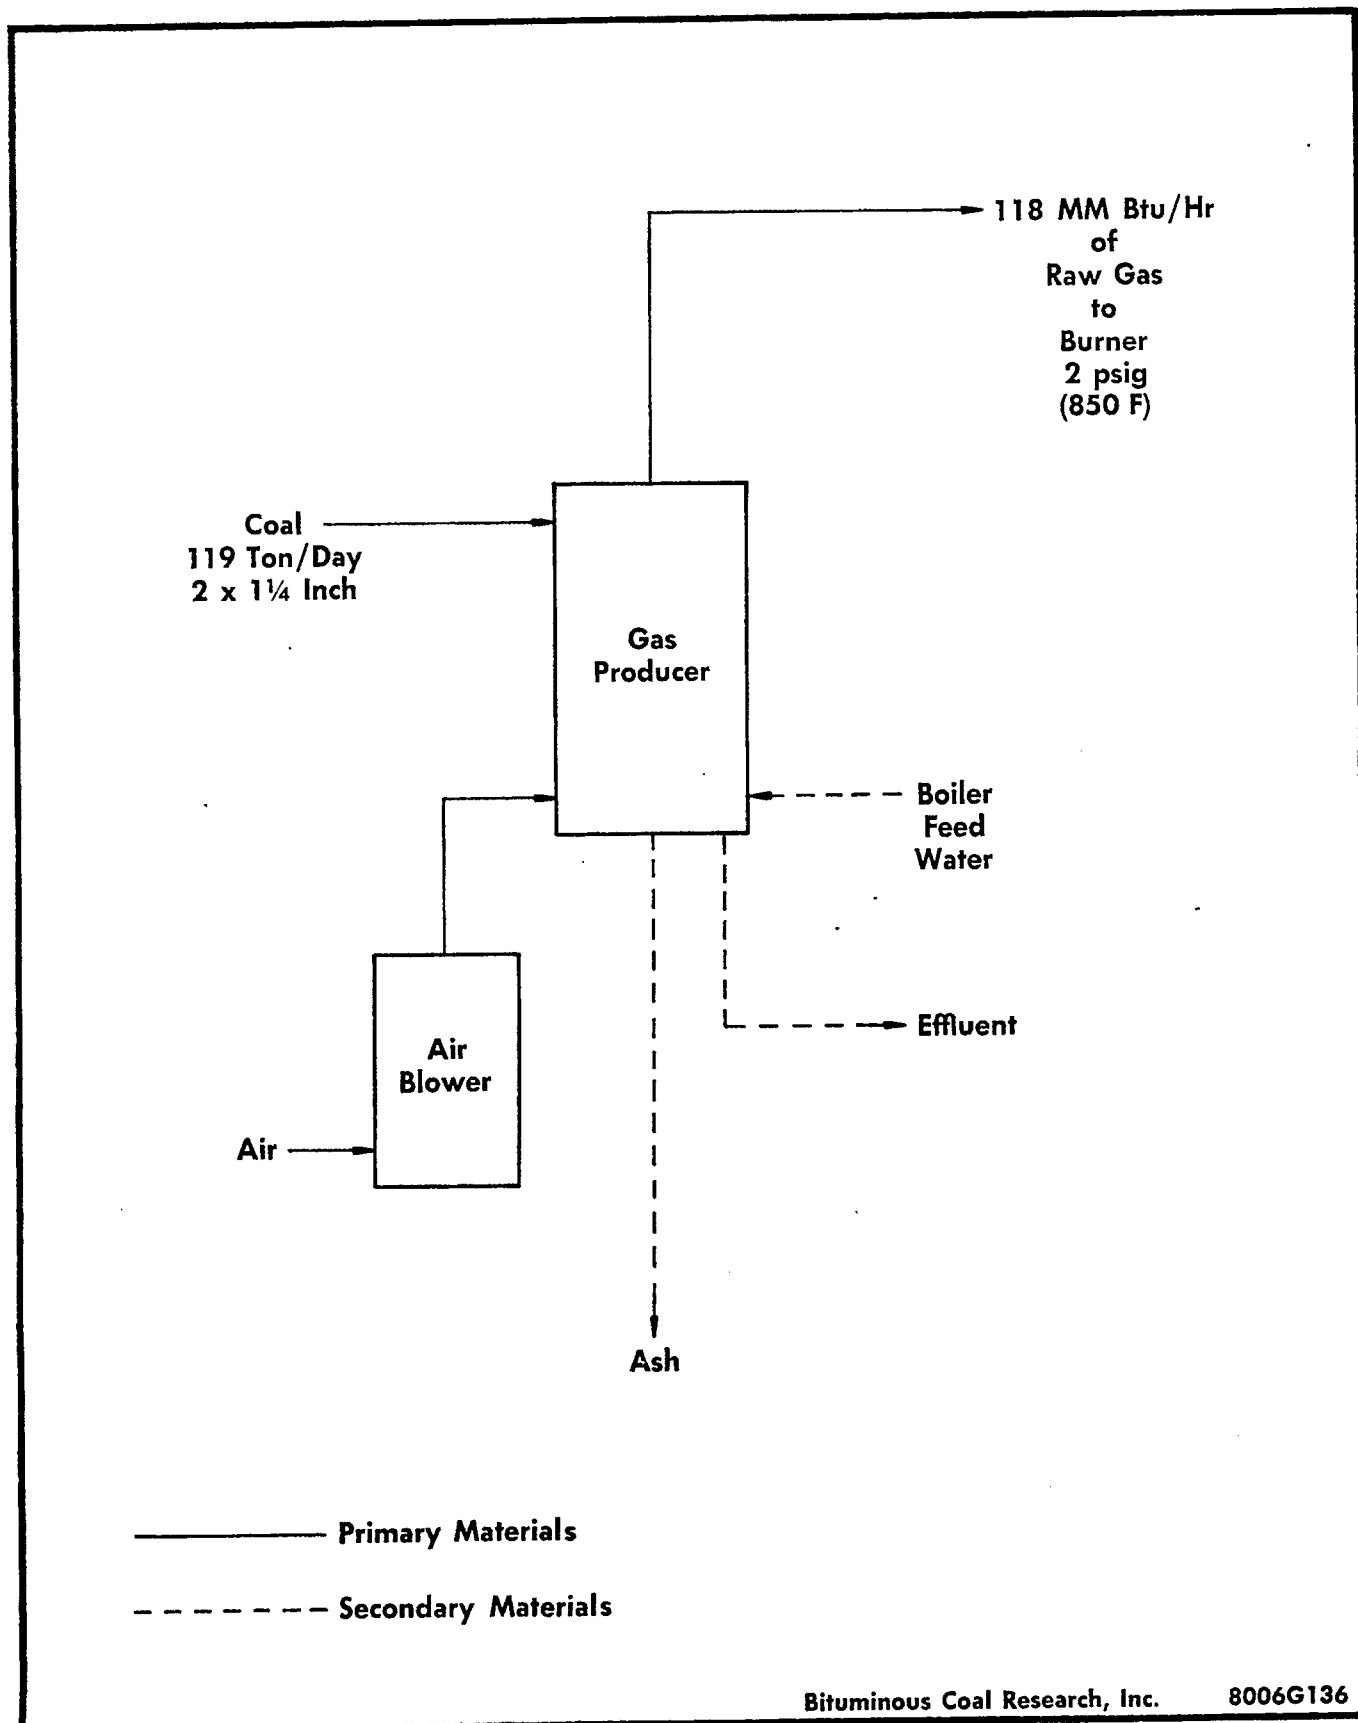 118 MM Btu/Hr
of
Raw Gas
to
Burner
2 psig
(850 F)
Coal
119 Ton/Day
2 x 1¼ Inch
Gas
Producer
Boiler
Feed
Water
Effluent
Air
Blower
Air
Ash
Primary Materials
Secondary Materials
Bituminous Coal Research, Inc. 8006G136